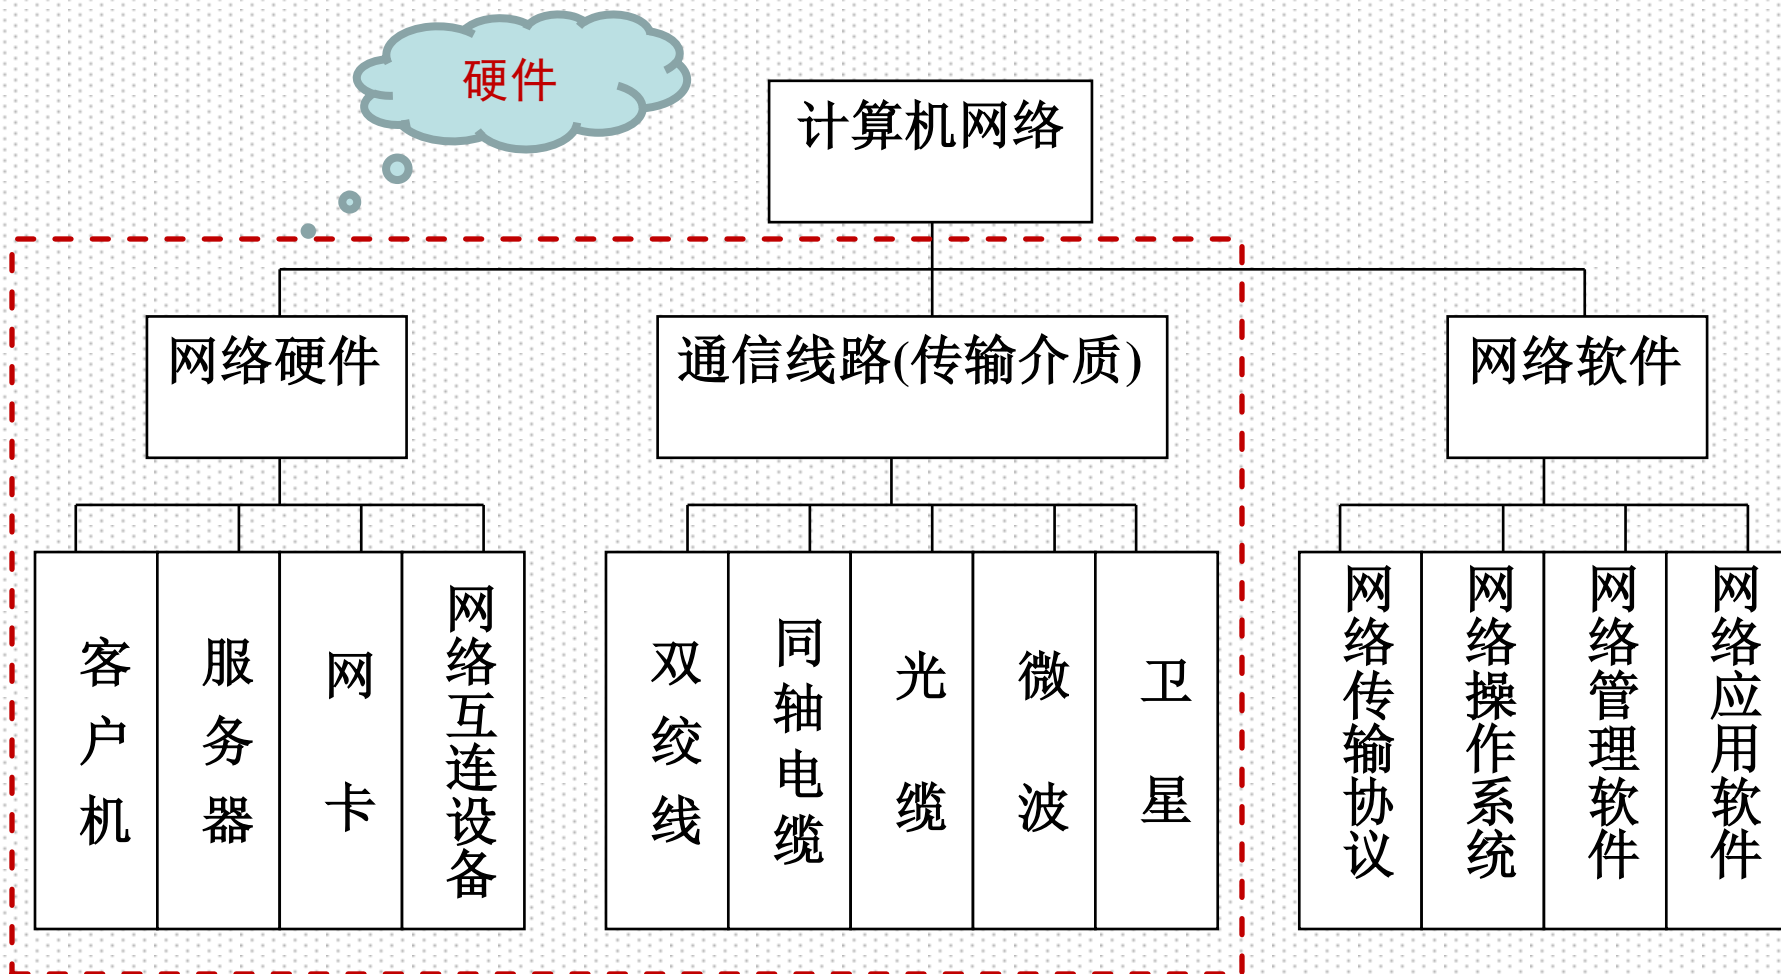 硬件
计算机网络
网络硬件
通信线路(传输介质)
网络软件
客户机
服务器
网卡
网络互连设备
双绞线
同轴电缆
光缆
微波
卫星
网络传输协议
网络操作系统
网络管理软件
网络应用软件